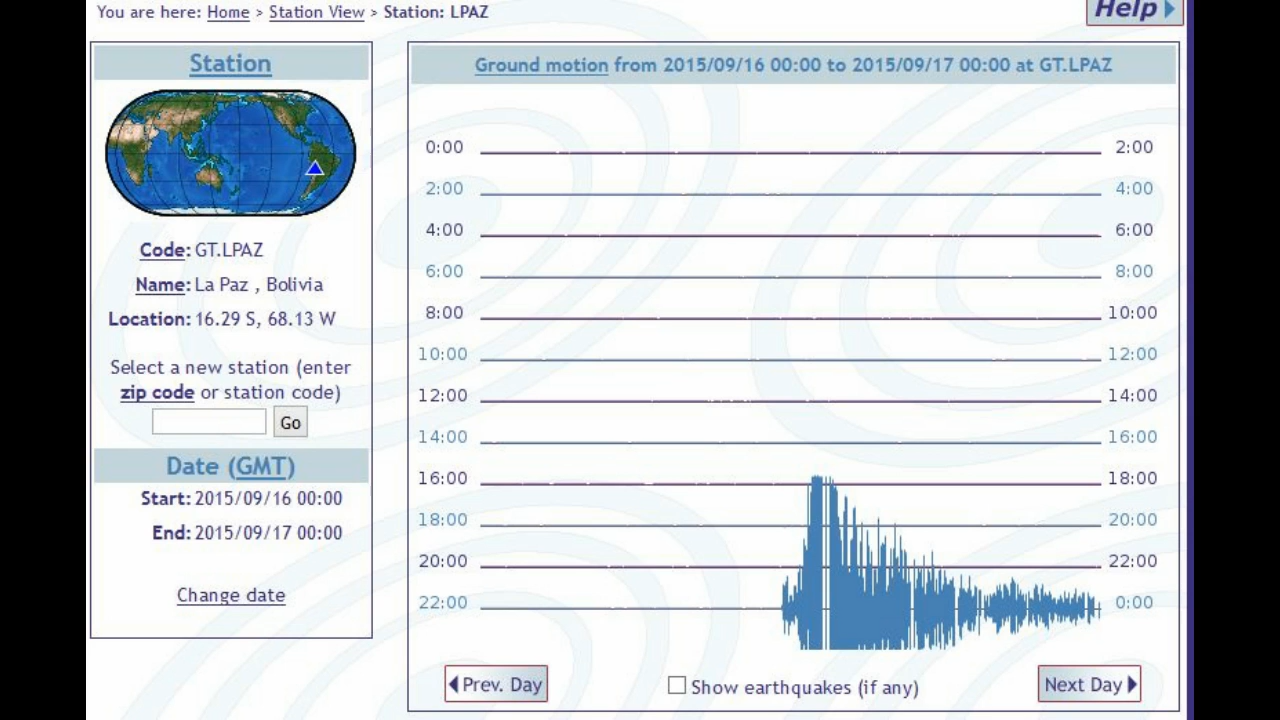 You are here: Home > Station View > Station: LPAZ
Help
Station
Code: GT.LPAZ
Name: La Paz , Bolivia
Location: 16.29 S, 68.13 W
Select a new station (enter
zip code or station code)
Go
Date (GMT)
Start: 2015/09/16 00:00
End: 2015/09/17 00:00
Change date
Ground motion from 2015/09/16 00:00 to 2015/09/17 00:00 at GT.LPAZ
0:00 2:00
2:00 4:00
4:00 6:00
6:00 8:00
8:00 10:00
10:00 12:00
12:00 14:00
14:00 16:00
16:00 18:00
18:00 20:00
20:00 22:00
22:00 0:00
Prev. Day
Show earthquakes (if any)
Next Day